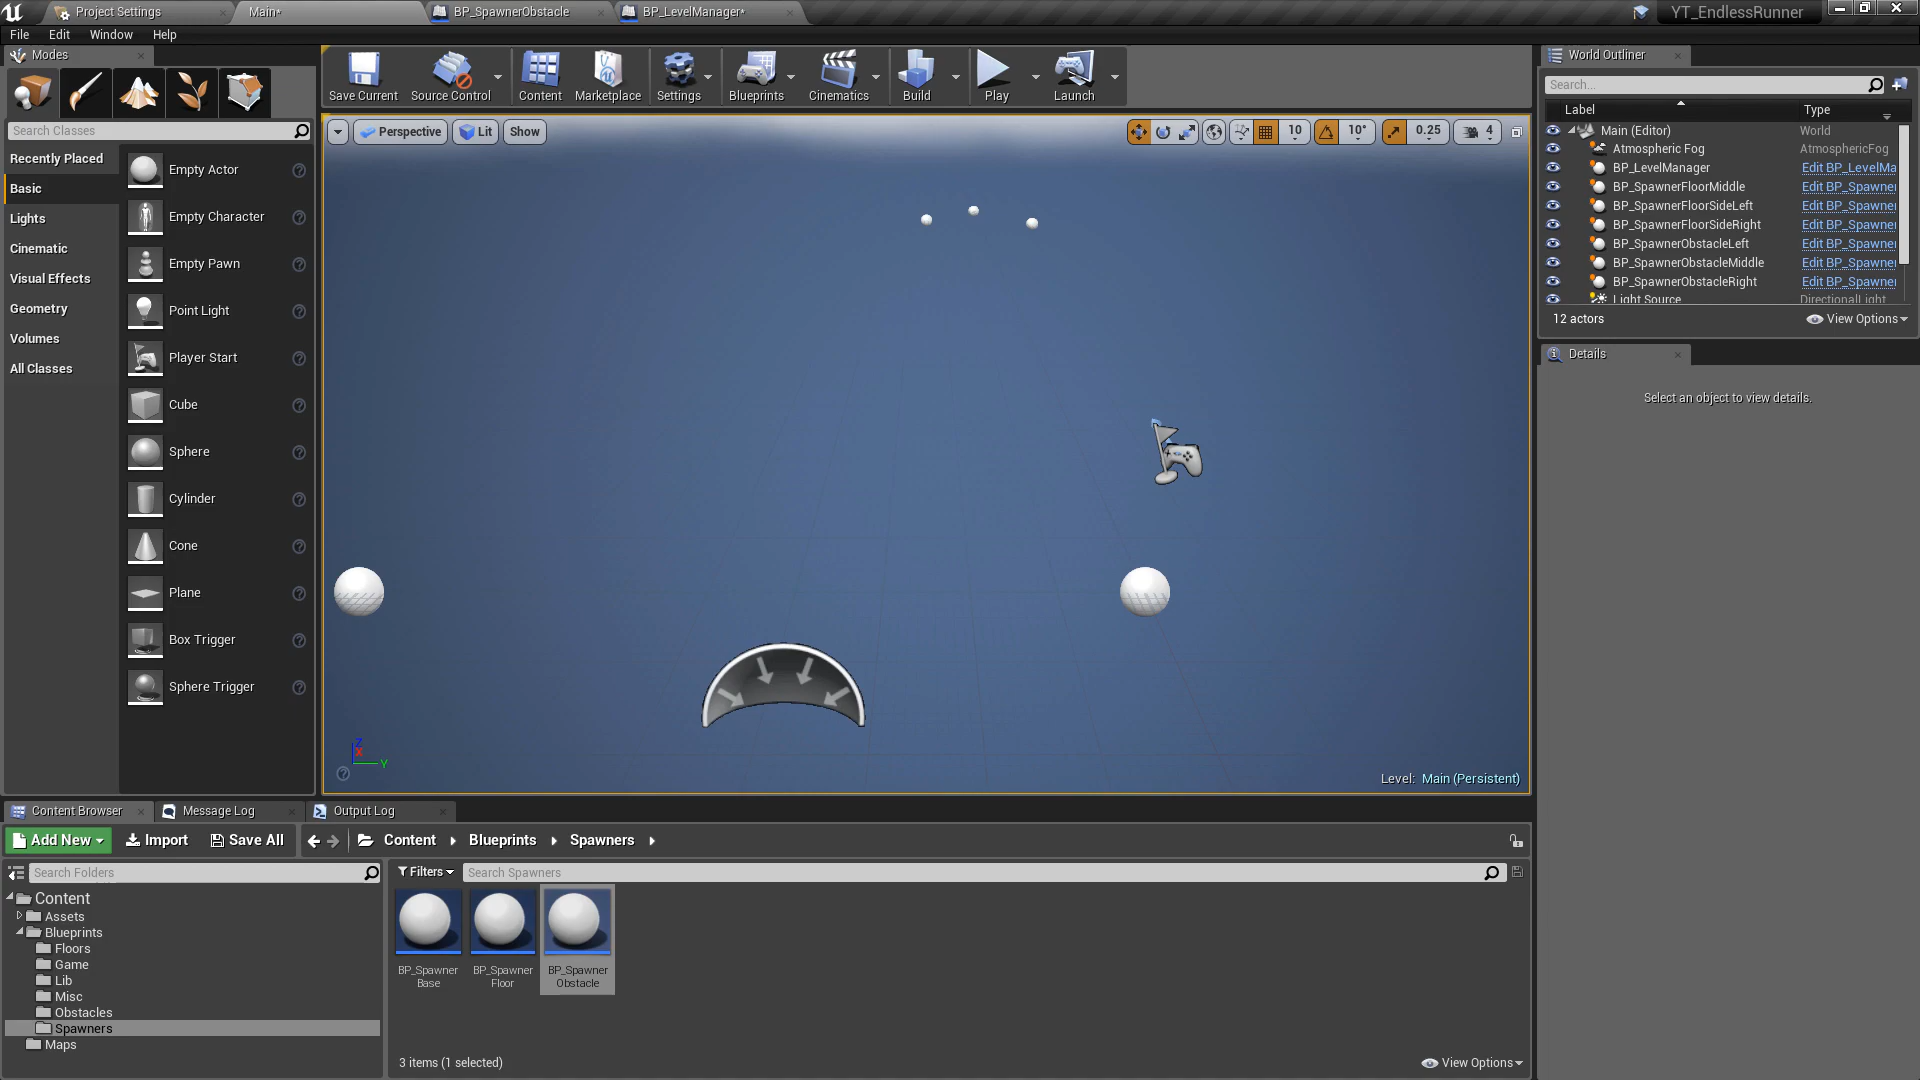 Project Settings
Main*
BP_SpawnerObstacle
BP_LevelManager*
YT_EndlessRunner
File
Edit
Window
Help
Modes
Search Classes
Recently Placed
Basic
Lights
Cinematic
Visual Effects
Geometry
Volumes
All Classes
Empty Actor
Empty Character
Empty Pawn
Point Light
Player Start
Cube
Sphere
Cylinder
Cone
Plane
Box Trigger
Sphere Trigger
Save Current
Source Control
Content
Marketplace
Settings
Blueprints
Cinematics
Build
Play
Launch
Perspective
Lit
Show
10
10°
0.25
4
Z
X
Y
Level: Main (Persistent)
World Outliner
Search...
Label
Type
Main (Editor)
World
Atmospheric Fog
AtmosphericFog
BP_LevelManager
Edit BP_LevelMa
BP_SpawnerFloorMiddle
Edit BP_Spawner
BP_SpawnerFloorSideLeft
Edit BP_Spawner
BP_SpawnerFloorSideRight
Edit BP_Spawner
BP_SpawnerObstacleLeft
Edit BP_Spawner
BP_SpawnerObstacleMiddle
Edit BP_Spawner
BP_SpawnerObstacleRight
Edit BP_Spawner
Light Source
DirectionalLight
12 actors
View Options
Details
Select an object to view details.
Content Browser
Message Log
Output Log
Add New
Import
Save All
Content
Blueprints
Spawners
Search Folders
Filters
Search Spawners
Content
Assets
Blueprints
Floors
Game
Lib
Misc
Obstacles
Spawners
Maps
BP_Spawner
Base
BP_Spawner
Floor
BP_Spawner
Obstacle
3 items (1 selected)
View Options